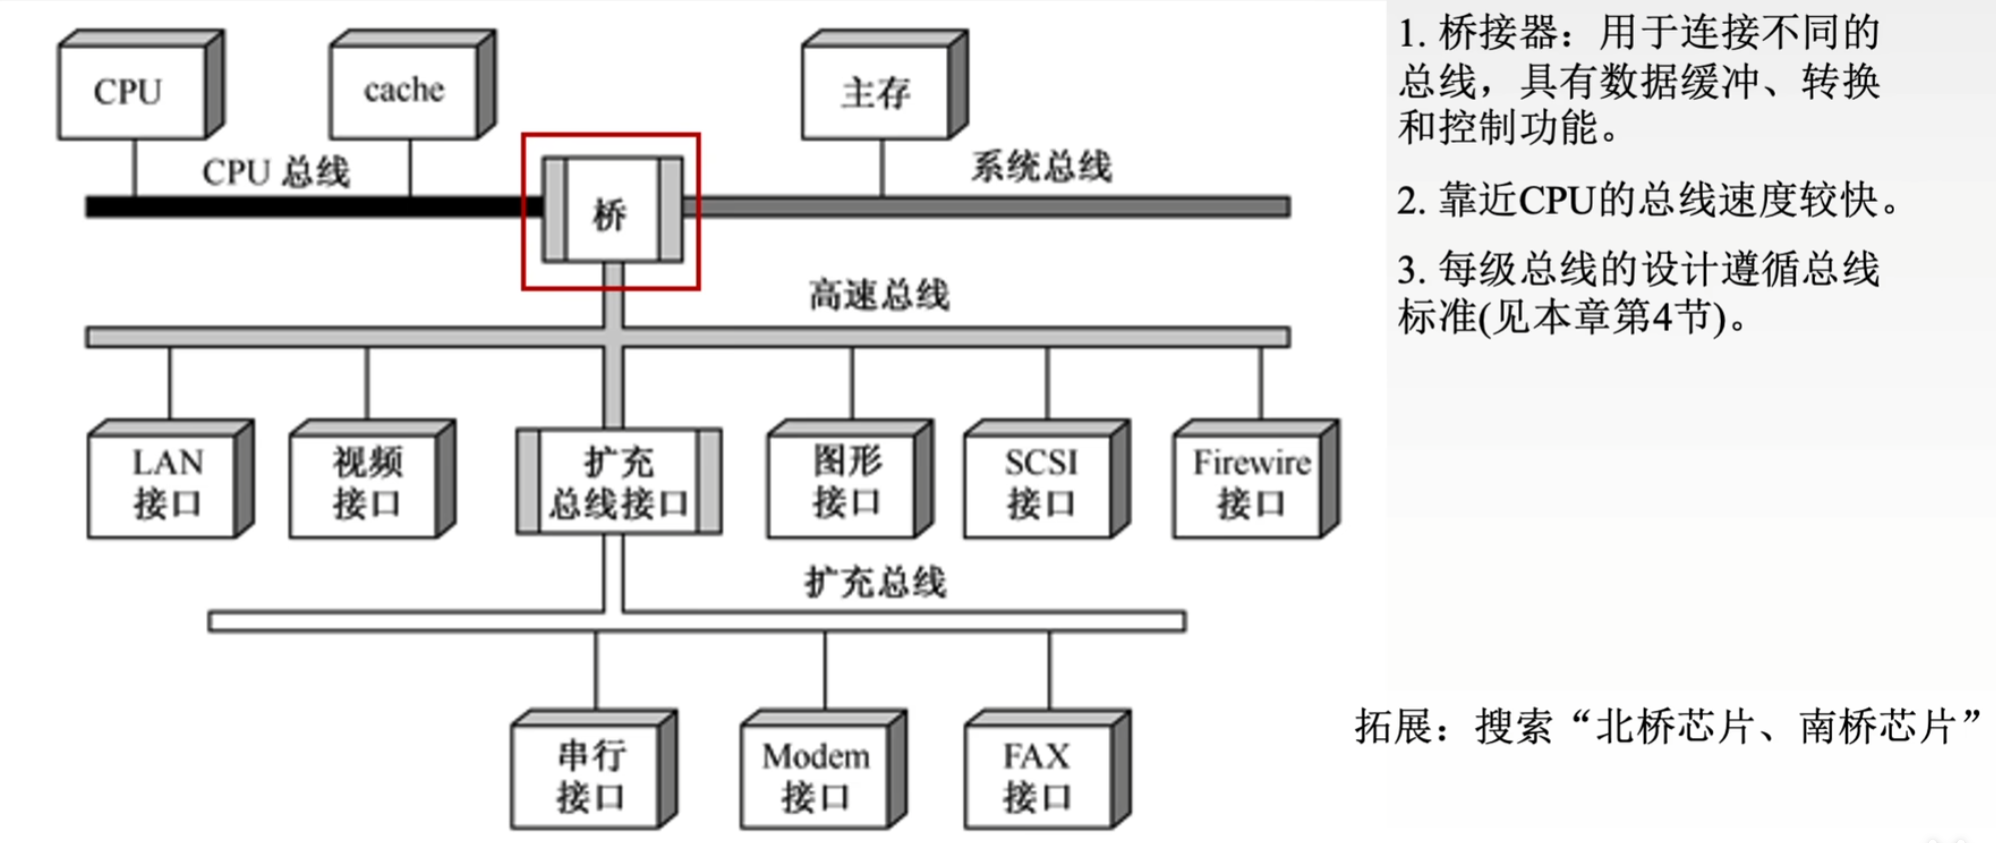 CPU
cache
主存
CPU 总线
桥
系统总线
高速总线
LAN
接口
视频
接口
扩充
总线接口
图形
接口
SCSI
接口
Firewire
接口
扩充总线
串行
接口
Modem
接口
FAX
接口
1. 桥接器：用于连接不同的
总线，具有数据缓冲、转换
和控制功能。
2. 靠近CPU的总线速度较快。
3. 每级总线的设计遵循总线
标准(见本章第4节)。
拓展：搜索“北桥芯片、南桥芯片”